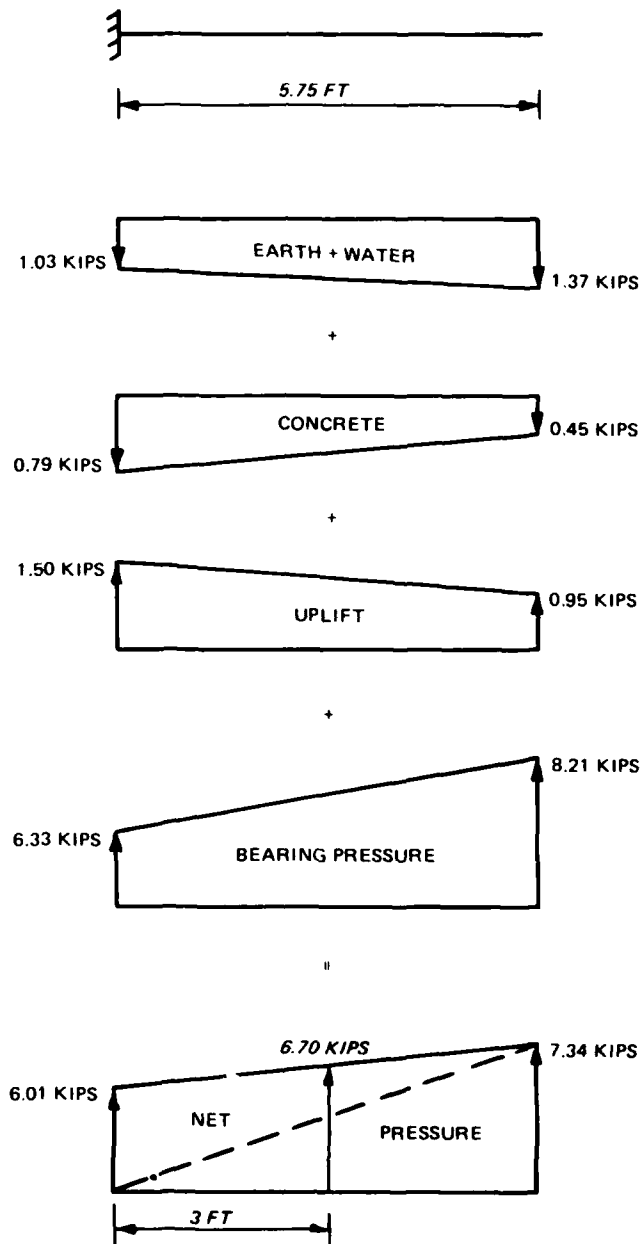 5.75 FT
EARTH + WATER
1.03 KIPS
1.37 KIPS
+
CONCRETE
0.79 KIPS
0.45 KIPS
+
1.50 KIPS
0.95 KIPS
UPLIFT
+
8.21 KIPS
6.33 KIPS
BEARING PRESSURE
=
6.70 KIPS
7.34 KIPS
6.01 KIPS
NET PRESSURE
3 FT